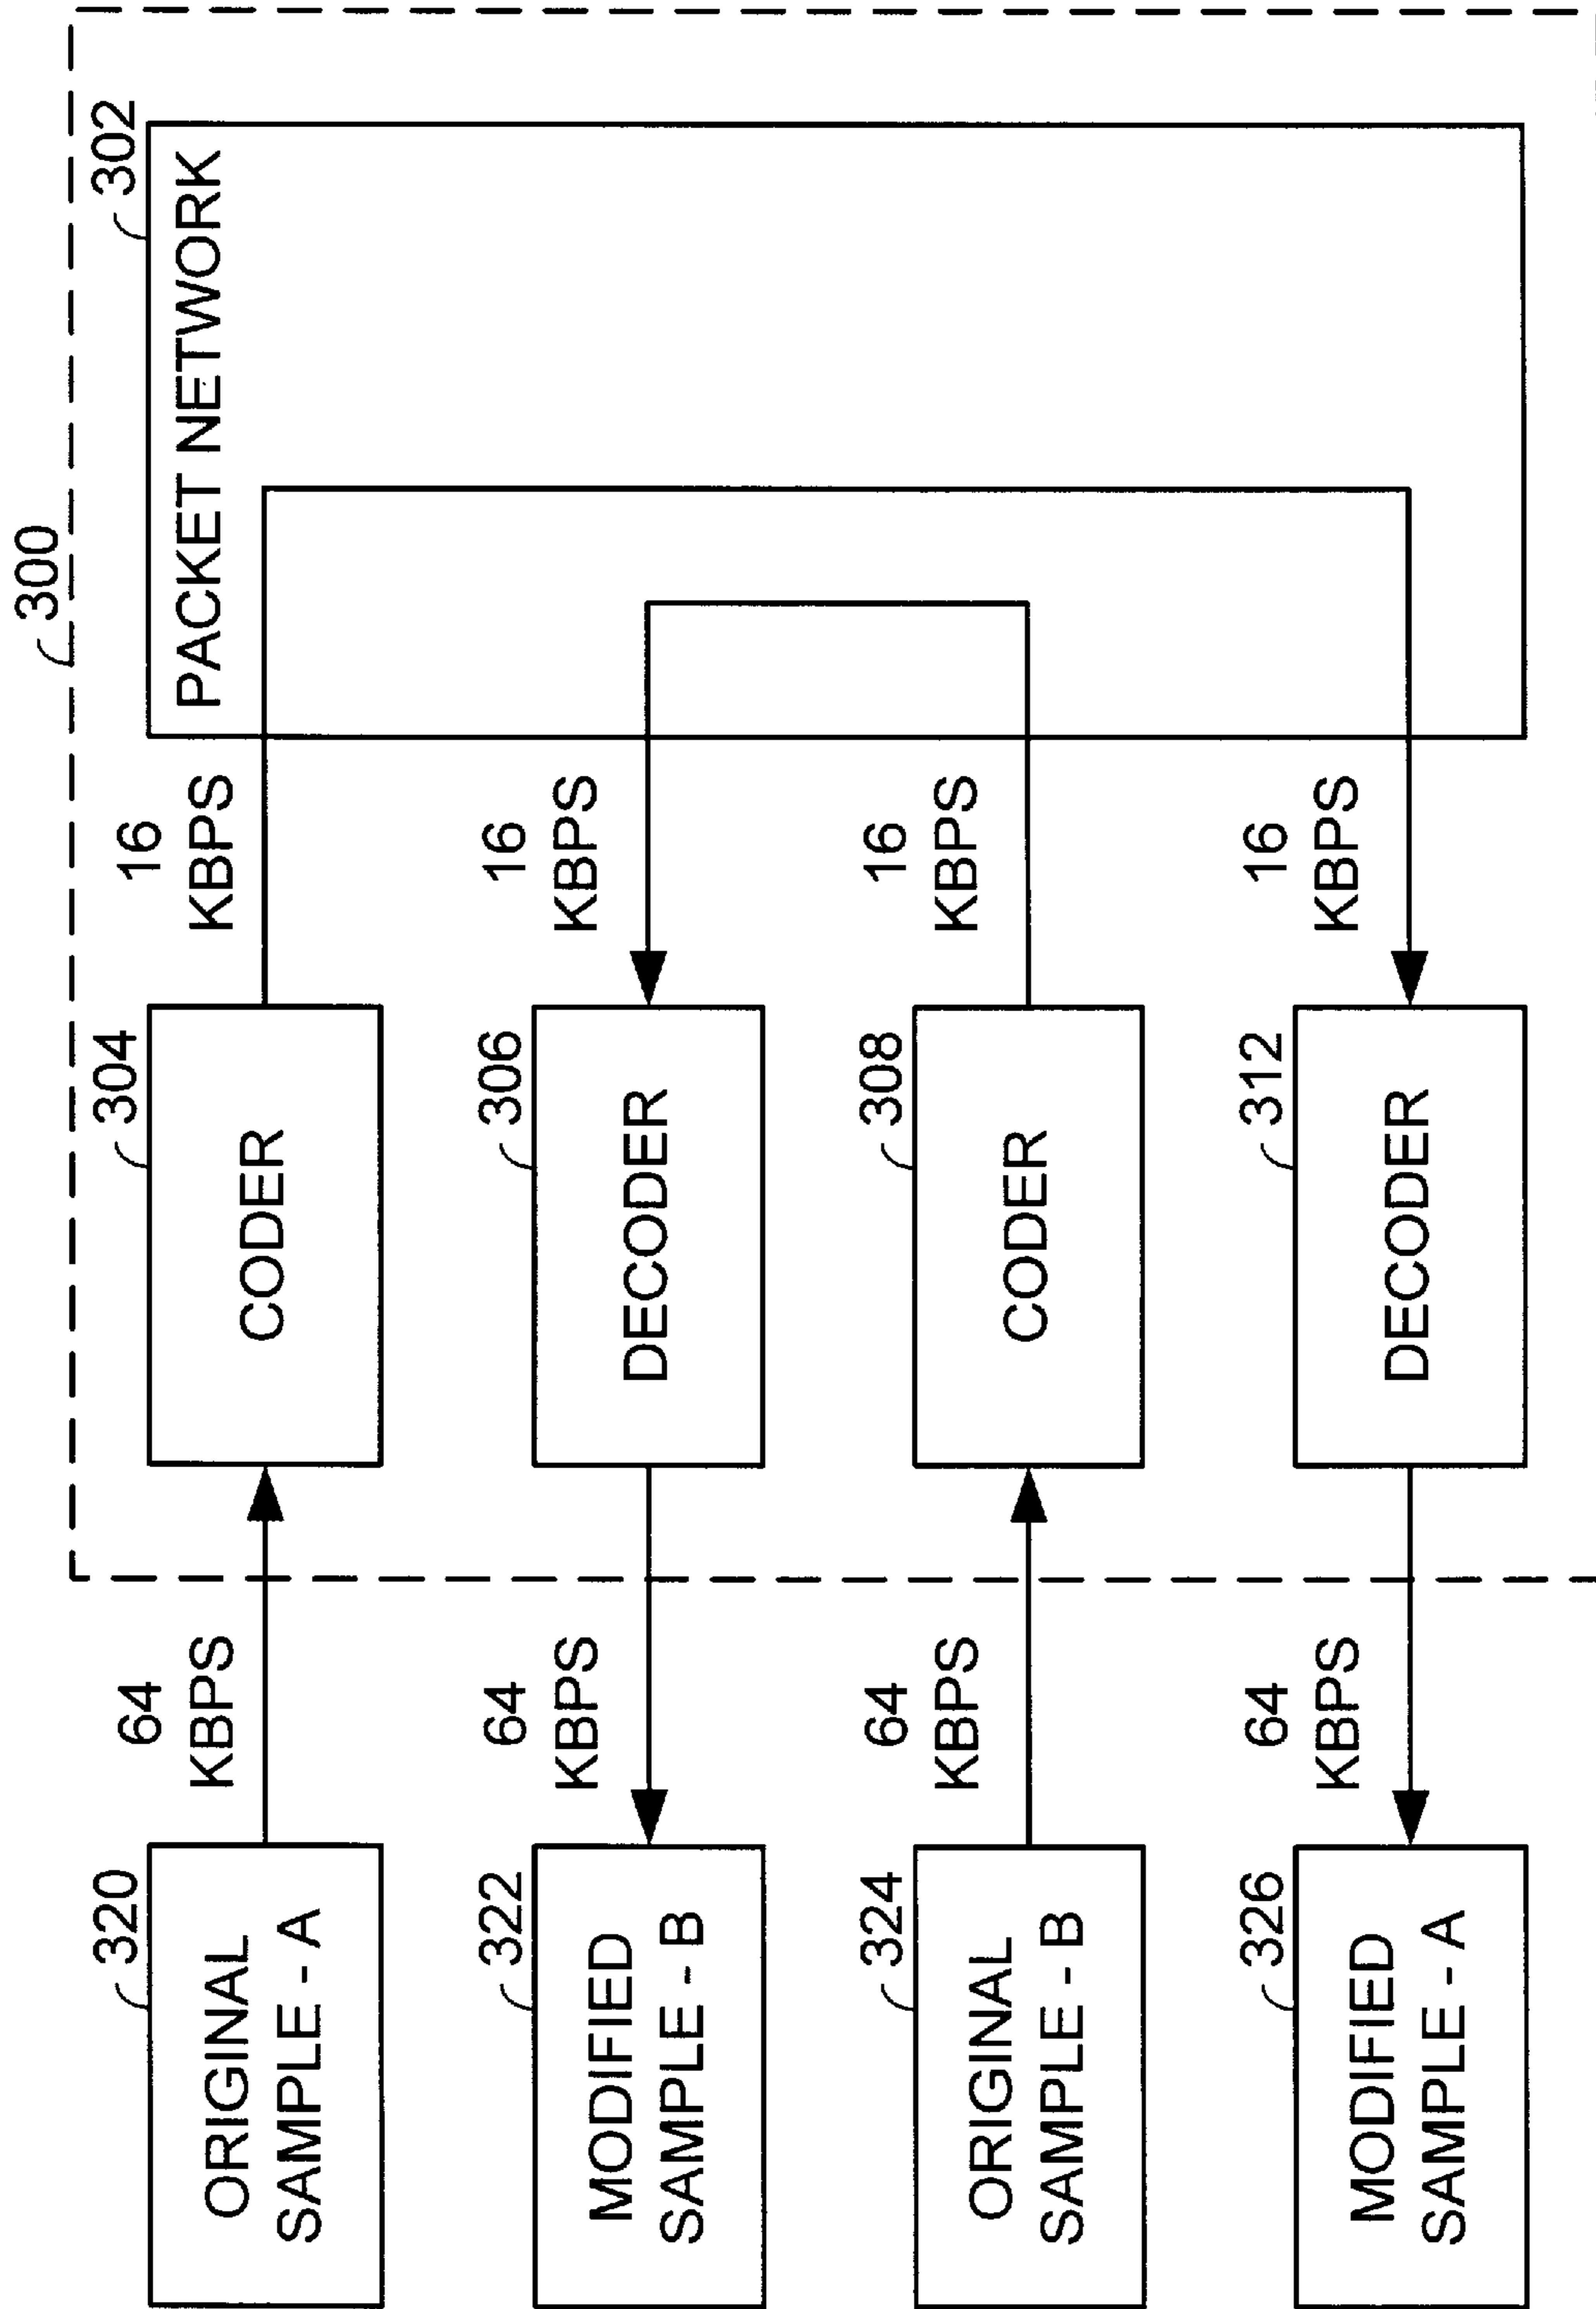 300
302
PACKET NETWORK
320
ORIGINAL
SAMPLE - A
64
KBPS
304
CODER
16
KBPS
322
MODIFIED
SAMPLE - B
64
KBPS
306
DECODER
16
KBPS
324
ORIGINAL
SAMPLE - B
64
KBPS
308
CODER
16
KBPS
326
MODIFIED
SAMPLE - A
64
KBPS
312
DECODER
16
KBPS